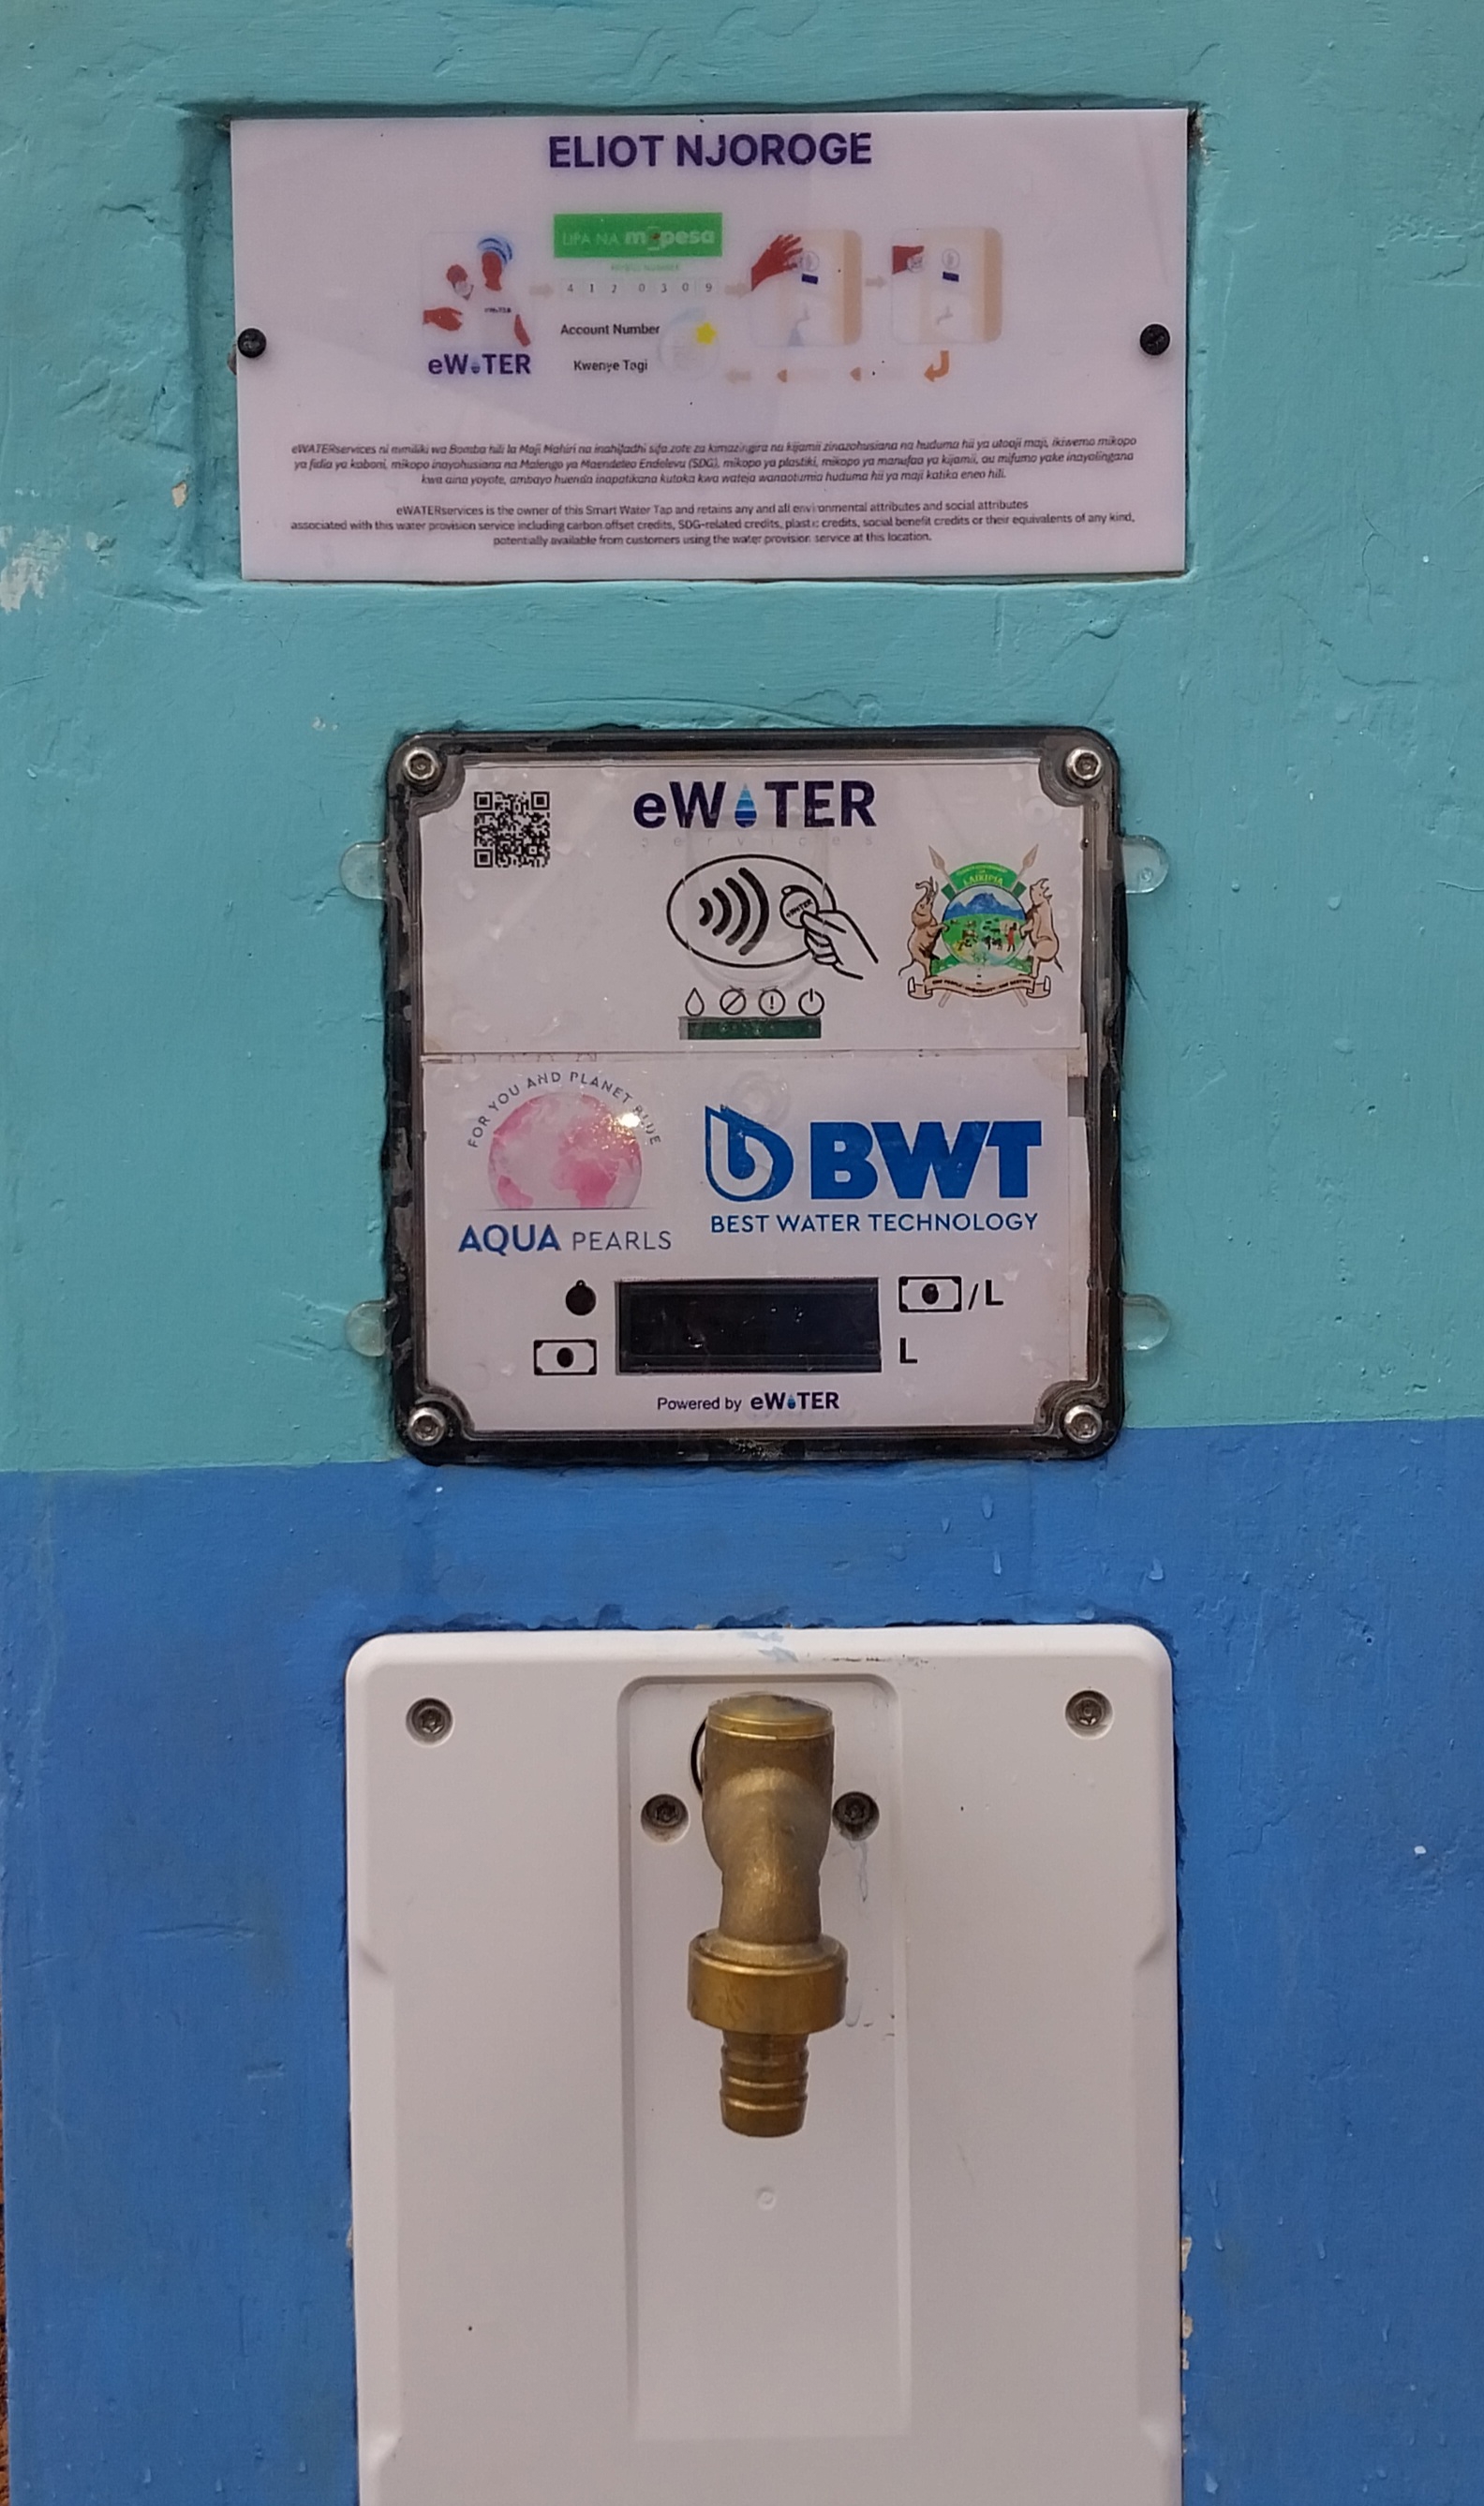 ELIOT NJOROGE
LIPA NA m-pesa
4 1 2 0 3 0 9
Account Number
Kwenye Tagi
eWATER
eWATERservices ni mmiliki wa Bomba hili la Maji Mahiri na inahifadhi sifa zote za kimazingira na kijamii zinazohusiana na huduma hii ya utoaji maji, ikiwemo mikopo
ya fidia ya kaboni, mikopo inayohusiana na Malengo ya Maendeleo Endelevu (SDG), mikopo ya plastiki, mikopo ya manufaa ya kijamii, au mifumo yake inayolingana
kwa aina yoyote, ambayo huenda inapatikana kutoka kwa wateja wanaotumia huduma hii ya maji katika eneo hili.
eWATERservices is the owner of this Smart Water Tap and retains any and all environmental attributes and social attributes
associated with this water provision service including carbon offset credits, SDG-related credits, plastic credits, social benefit credits or their equivalents of any kind,
potentially available from customers using the water provision service at this location.
eWATER
services
eWATER
LAIKIPIA
FOR YOU AND PLANET BLUE
AQUA PEARLS
BWT
BEST WATER TECHNOLOGY
/L
L
Powered by eWATER